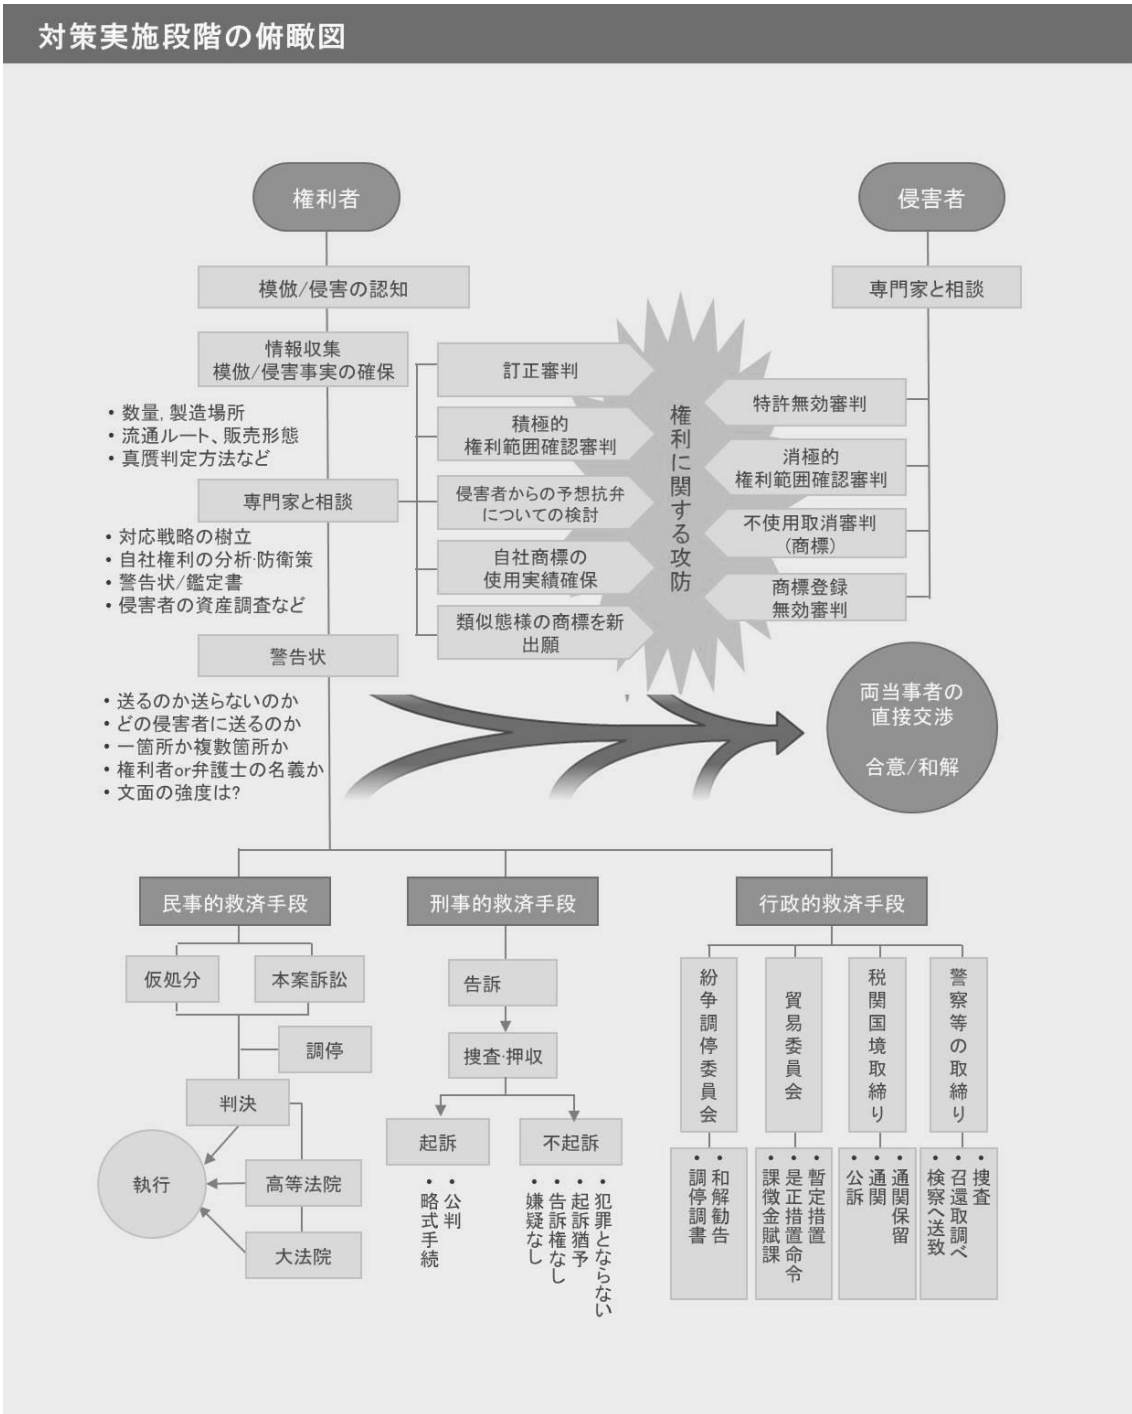 対策実施段階の俯瞰図
権利者
侵害者
模倣/侵害の認知
専門家と相談
情報収集
模倣/侵害事実の確保
• 数量, 製造場所
• 流通ルート、販売形態
• 真贋判定方法など
専門家と相談
• 対応戦略の樹立
• 自社権利の分析·防衛策
• 警告状/鑑定書
• 侵害者の資産調査など
警告状
• 送るのか送らないのか
• どの侵害者に送るのか
• 一箇所か複数箇所か
• 権利者or弁護士の名義か
• 文面の強度は?
訂正審判
積極的
権利範囲確認審判
侵害者からの予想抗弁
についての検討
自社商標の
使用実績確保
類似態様の商標を新
出願
権利に関する攻防
特許無効審判
消極的
権利範囲確認審判
不使用取消審判
(商標)
商標登録
無効審判
両当事者の
直接交渉
合意/和解
民事的救済手段
刑事的救済手段
行政的救済手段
仮処分
本案訴訟
調停
判決
執行
高等法院
大法院
告訴
捜査·押収
起訴
不起訴
• 公判
• 略式手続
• 犯罪とならない
• 起訴猶予
• 告訴権なし
• 嫌疑なし
紛争調停委員会
貿易委員会
税関国境取締り
警察等の取締り
• 和解勧告
• 調停調書
• 暫定措置
• 是正措置命令
• 課徴金賦課
• 通関保留
• 通関
• 公訴
• 捜査
• 召還取調べ
• 検察へ送致